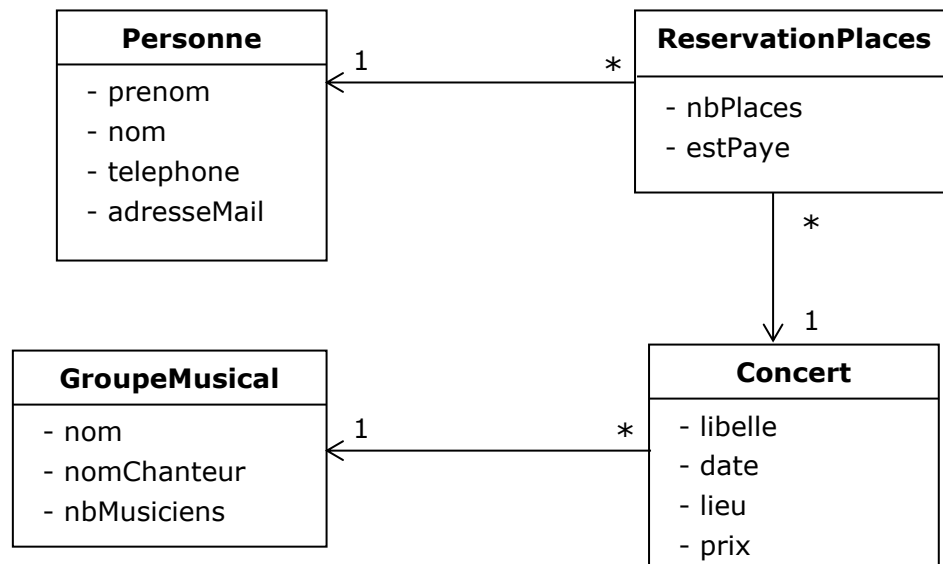 Personne
- prenom
- nom
- telephone
- adresseMail
1
*
ReservationPlaces
- nbPlaces
- estPaye
*
1
GroupeMusical
- nom
- nomChanteur
- nbMusiciens
1
*
Concert
- libelle
- date
- lieu
- prix